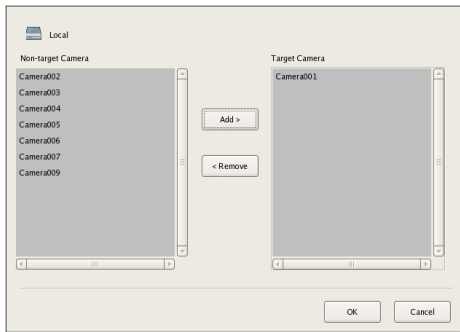 Local
Non-target Camera
Target Camera
Camera002
Camera003
Camera004
Camera005
Camera006
Camera007
Camera009
Camera001
Add >
< Remove
OK
Cancel